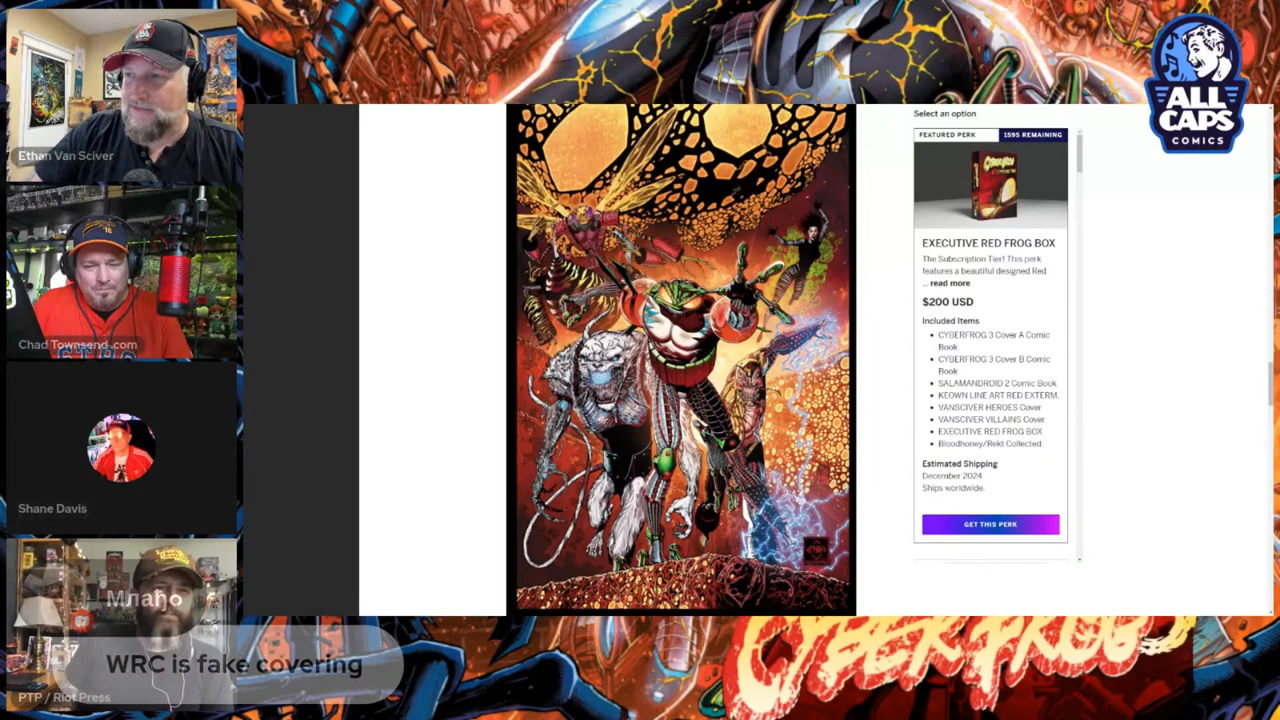 Ethan Van Sciver
Chad Townsend .com
Shane Davis
Млађо
WRC is fake covering
PTP / Riot Press
ALL
CAPS
COMICS
Select an option
FEATURED PERK
1595 REMAINING
CYBERFROG
EXECUTIVE RED FROG BOX
The Subscription Tier! This perk
features a beautiful designed Red
... read more
$200 USD
Included Items
CYBERFROG 3 Cover A Comic
Book
CYBERFROG 3 Cover B Comic
Book
SALAMANDROID 2 Comic Book
KEOWN LINE ART RED EXTERM.
VANSCIVER HEROES Cover
VANSCIVER VILLAINS Cover
EXECUTIVE RED FROG BOX
Bloodhoney/Rekt Collected
Estimated Shipping
December 2024
Ships worldwide.
GET THIS PERK
CYBERFROG